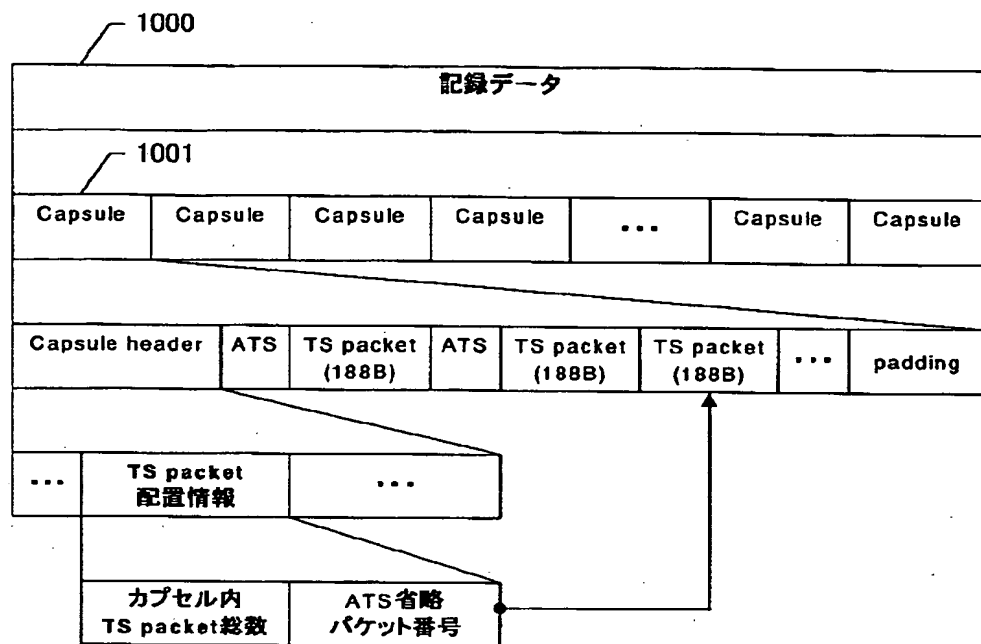 1000
記録データ
1001
Capsule Capsule Capsule Capsule ••• Capsule Capsule
Capsule header ATS TS packet (188B) ATS TS packet (188B) TS packet (188B) ••• padding
••• TS packet 配置情報 •••
カプセル内 TS packet総数 ATS省略 パケット番号